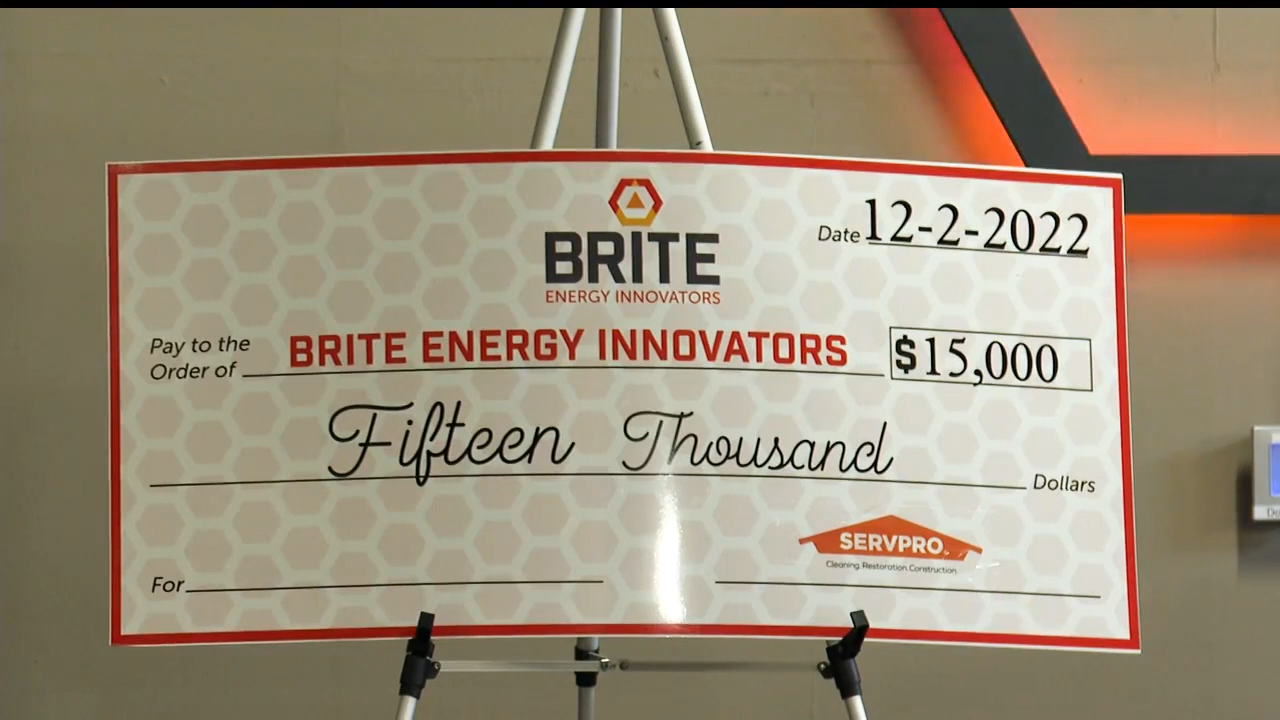 BRITE
ENERGY INNOVATORS
Date 12-2-2022
Pay to the
Order of BRITE ENERGY INNOVATORS $15,000
Fifteen Thousand
Dollars
SERVPRO
Cleaning. Restoration. Construction.
For